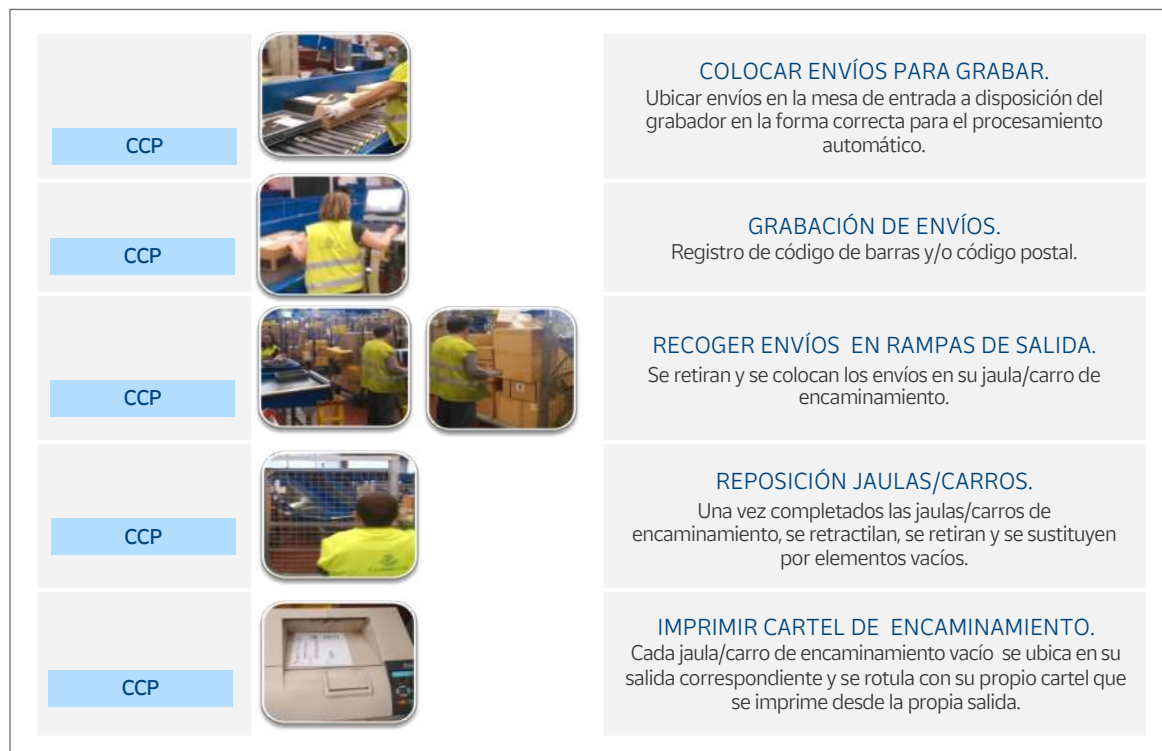 COLOCAR ENVÍOS PARA GRABAR.
Ubicar envíos en la mesa de entrada a disposición del
grabador en la forma correcta para el procesamiento
automático.
CCP
GRABACIÓN DE ENVÍOS.
Registro de código de barras y/o código postal.
CCP
RECOGER ENVÍOS EN RAMPAS DE SALIDA.
Se retiran y se colocan los envíos en su jaula/carro de
encaminamiento.
CCP
REPOSICIÓN JAULAS/CARROS.
Una vez completados las jaulas/carros de
encaminamiento, se retractilan, se retiran y se sustituyen
por elementos vacíos.
CCP
IMPRIMIR CARTEL DE ENCAMINAMIENTO.
Cada jaula/carro de encaminamiento vacío se ubica en su
salida correspondiente y se rotula con su propio cartel que
se imprime desde la propia salida.
CCP